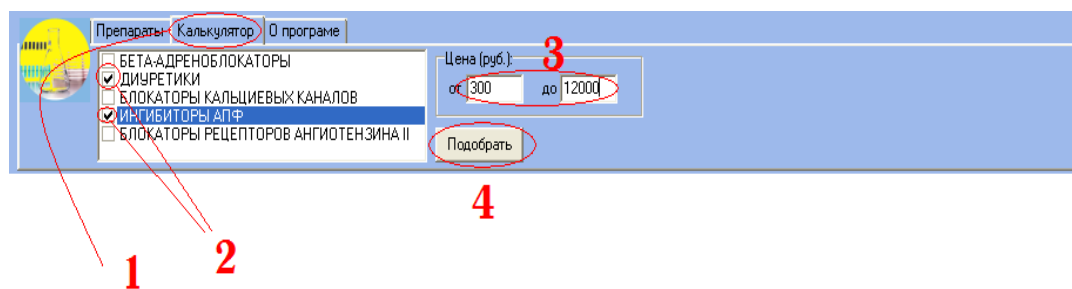 Препараты Калькулятор О програме
БЕТА-АДРЕНОБЛОКАТОРЫ
ДИУРЕТИКИ
БЛОКАТОРЫ КАЛЬЦИЕВЫХ КАНАЛОВ
ИНГИБИТОРЫ АПФ
БЛОКАТОРЫ РЕЦЕПТОРОВ АНГИОТЕНЗИНА II
Цена (руб.):
3
от 300 до 12000
Подобрать
4
1
2